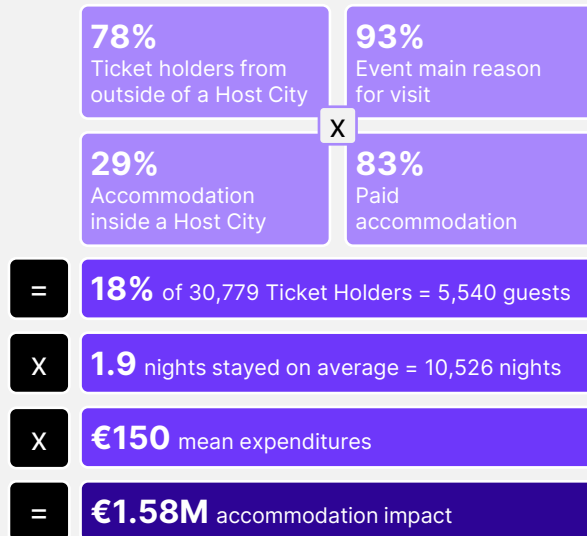 78%
Ticket holders from
outside of a Host City
93%
Event main reason
for visit
x
29%
Accommodation
inside a Host City
83%
Paid
accommodation
= 18% of 30,779 Ticket Holders = 5,540 guests
x 1.9 nights stayed on average = 10,526 nights
x €150 mean expenditures
= €1.58M accommodation impact